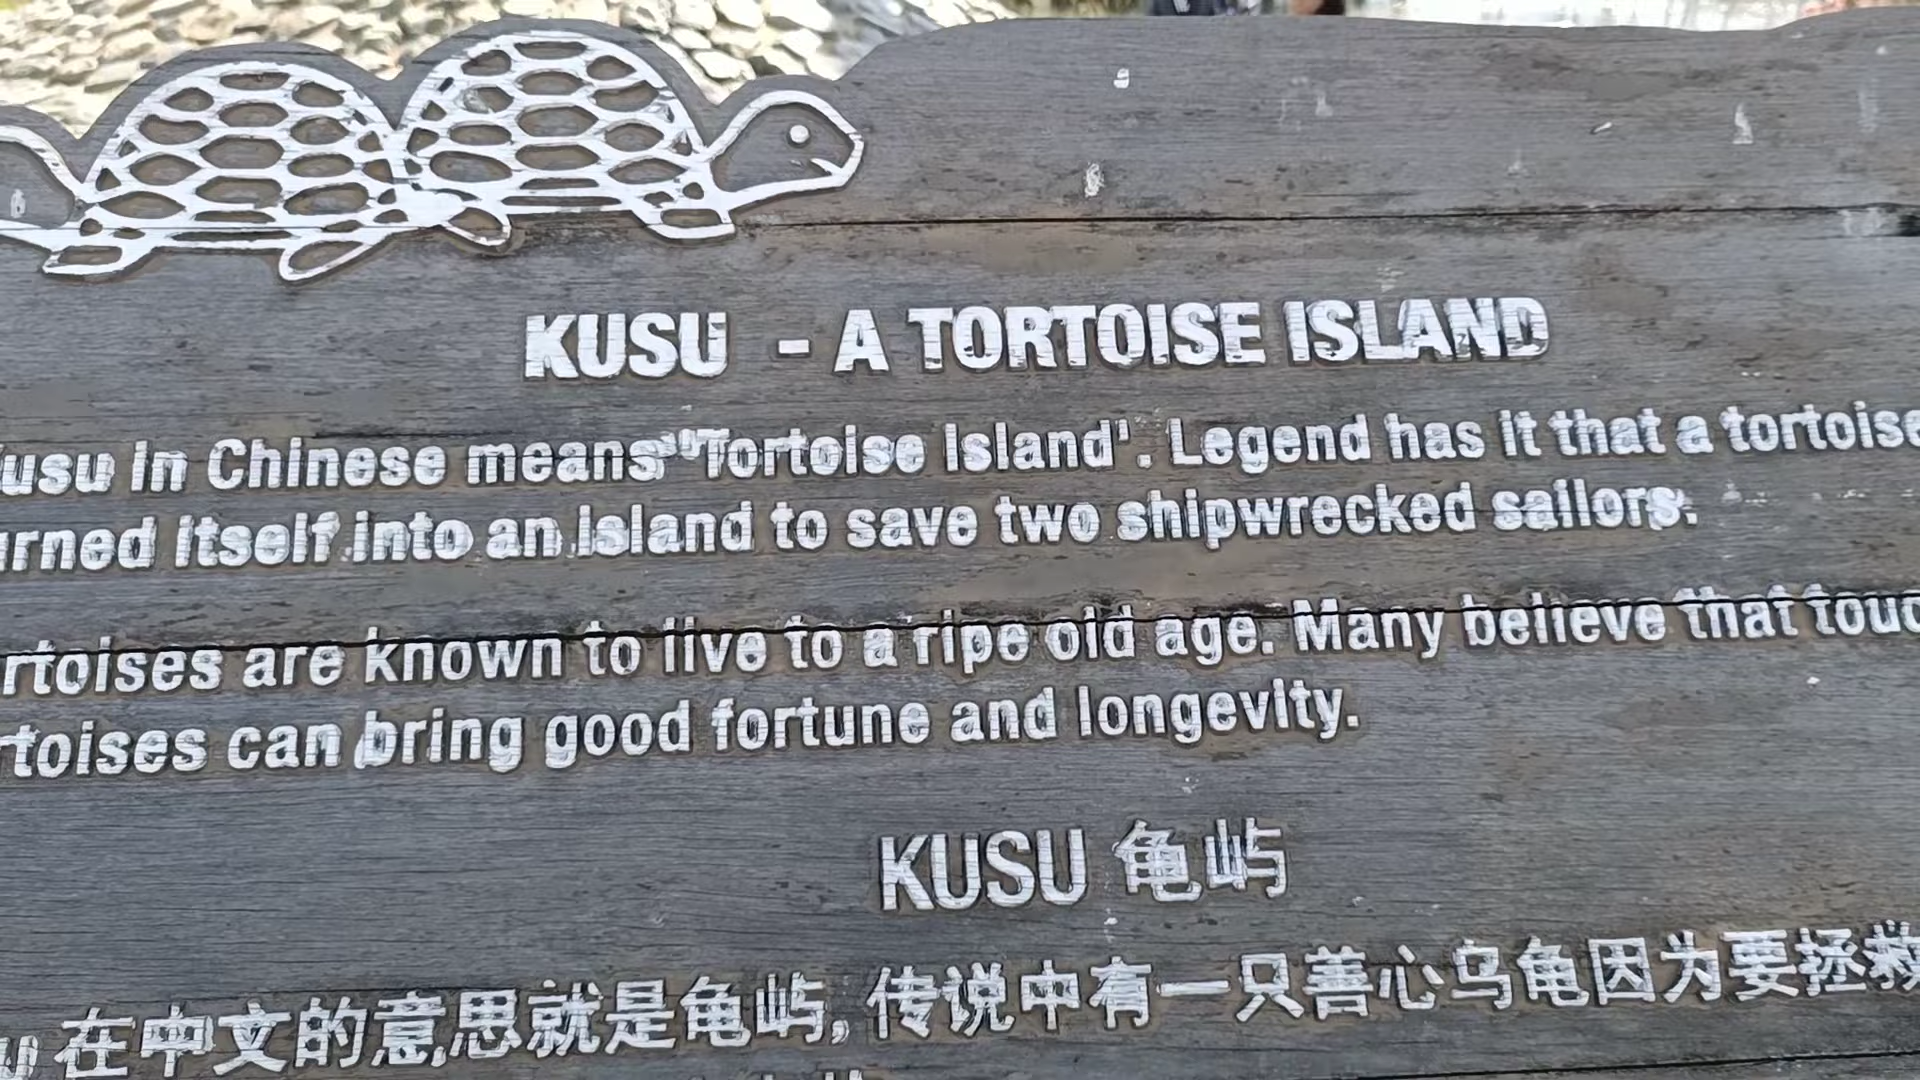 KUSU - A TORTOISE ISLAND
usu in Chinese means "Tortoise Island". Legend has it that a tortoise
urned itself into an island to save two shipwrecked sailors.
rtoises are known to live to a ripe old age. Many believe that touc
rtoises can bring good fortune and longevity.
KUSU 龟屿
在中文的意思就是龟屿,传说中有一只善心乌龟因为要拯救